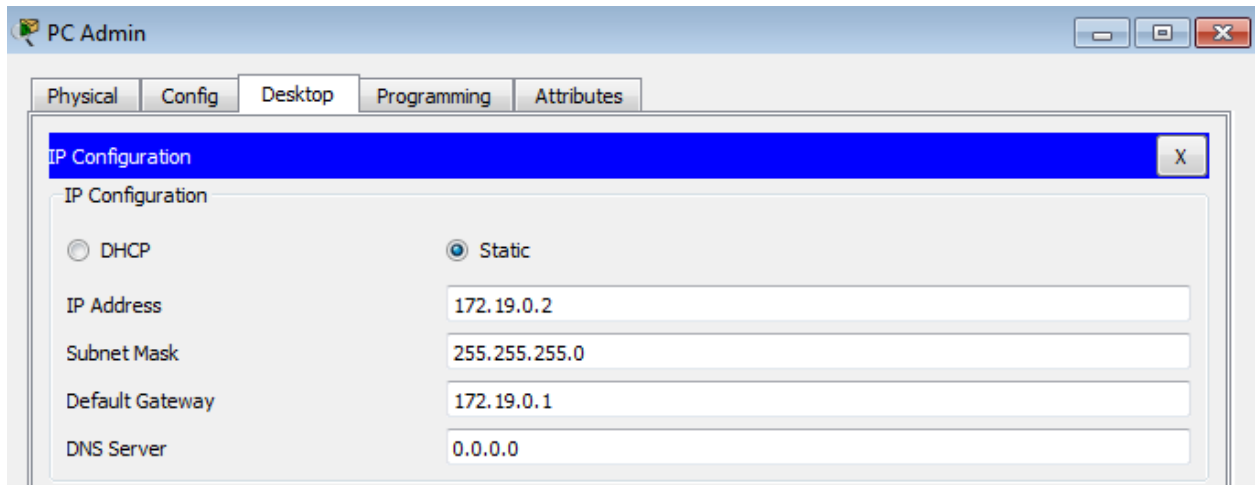 PC Admin
Physical Config Desktop Programming Attributes
IP Configuration X
IP Configuration
DHCP Static
IP Address 172.19.0.2
Subnet Mask 255.255.255.0
Default Gateway 172.19.0.1
DNS Server 0.0.0.0